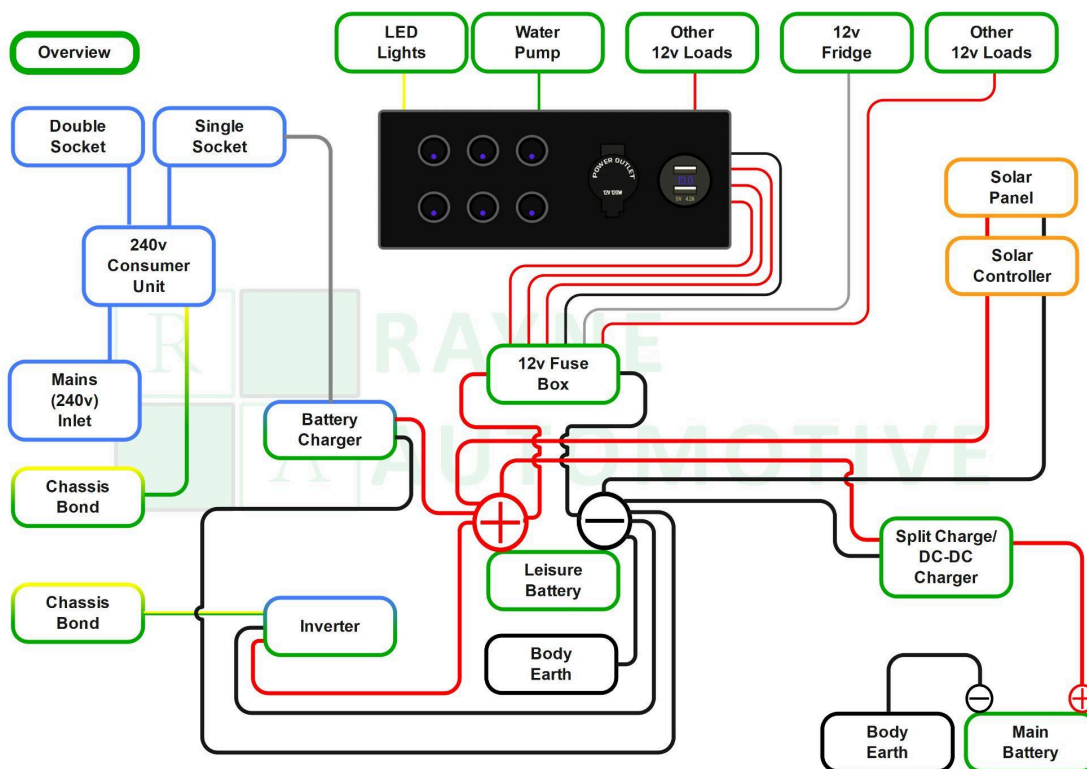 Overview
LED
Lights
Water
Pump
Other
12v Loads
12v
Fridge
Other
12v Loads
Double
Socket
Single
Socket
POWER OUTLET
12V 120W
13.0
5V 4.2A
Solar
Panel
240v
Consumer
Unit
Solar
Controller
R
RAYNE
Mains
(240v)
Inlet
12v Fuse
Box
Battery
Charger
A
AUTOMOTIVE
Chassis
Bond
+
−
Split Charge/
DC-DC
Charger
Leisure
Battery
Chassis
Bond
Inverter
Body
Earth
−
+
Body
Earth
Main
Battery